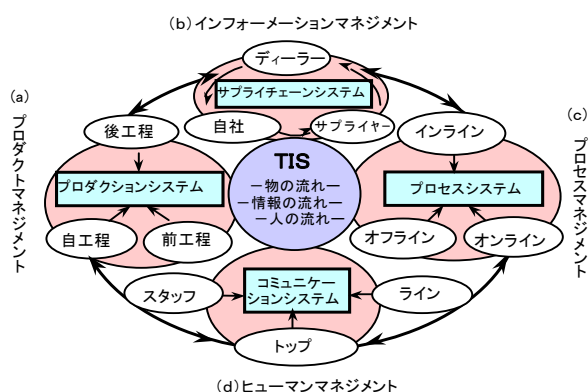 (b)インフォーメーションマネジメント
ディーラー
サプライチェーンシステム
自社
サプライヤー
(a)
プロダクトマネジメント
後工程
プロダクションシステム
自工程
前工程
TIS
ー物の流れー
ー情報の流れー
ー人の流れー
インライン
プロセスシステム
オフライン
オンライン
(c)
プロセスマネジメント
スタッフ
コミュニケー
ションシステム
ライン
トップ
(d)ヒューマンマネジメント